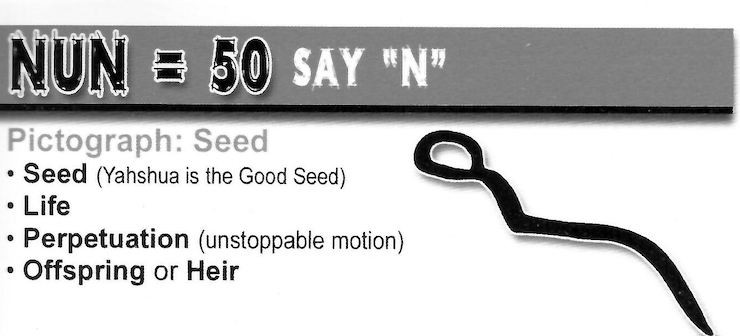 NUN = 50 SAY "N"
Pictograph: Seed
• Seed (Yahshua is the Good Seed)
• Life
• Perpetuation (unstoppable motion)
• Offspring or Heir